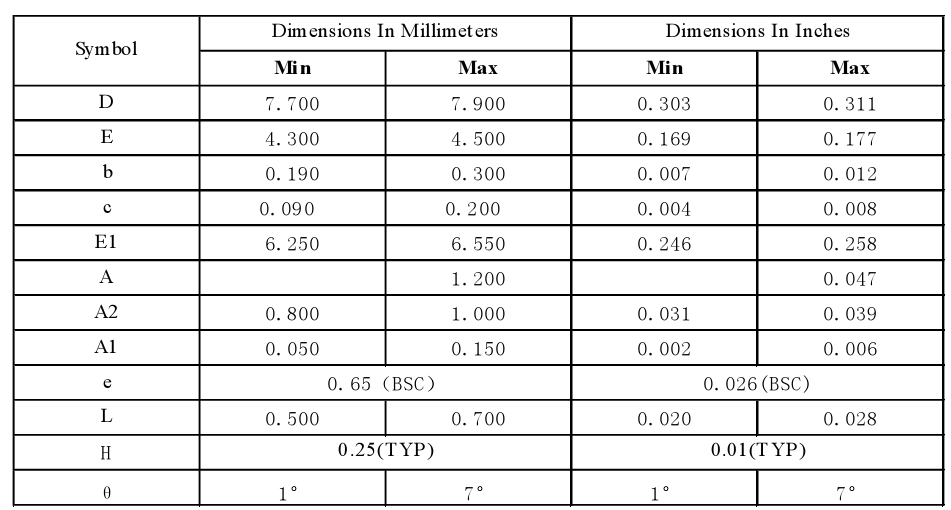 Symbol Dimensions In Millimeters Dimensions In Inches
Min Max Min Max
D 7.700 7.900 0.303 0.311
E 4.300 4.500 0.169 0.177
b 0.190 0.300 0.007 0.012
c 0.090 0.200 0.004 0.008
E1 6.250 6.550 0.246 0.258
A 1.200 0.047
A2 0.800 1.000 0.031 0.039
A1 0.050 0.150 0.002 0.006
e 0.65 (BSC) 0.026(BSC)
L 0.500 0.700 0.020 0.028
H 0.25(TYP) 0.01(TYP)
θ 1° 7° 1° 7°